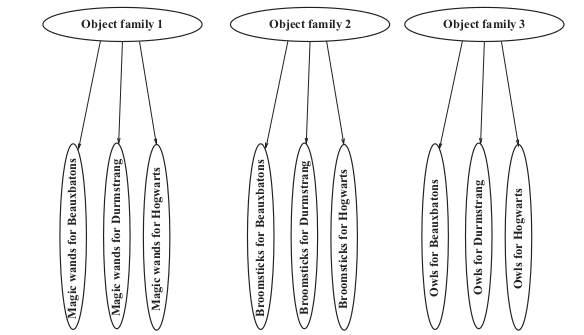 Object family 1
Object family 2
Object family 3
Magic wands for Beauxbatons
Magic wands for Durmstrang
Magic wands for Hogwarts
Broomsticks for Beauxbatons
Broomsticks for Durmstrang
Broomsticks for Hogwarts
Owls for Beauxbatons
Owls for Durmstrang
Owls for Hogwarts